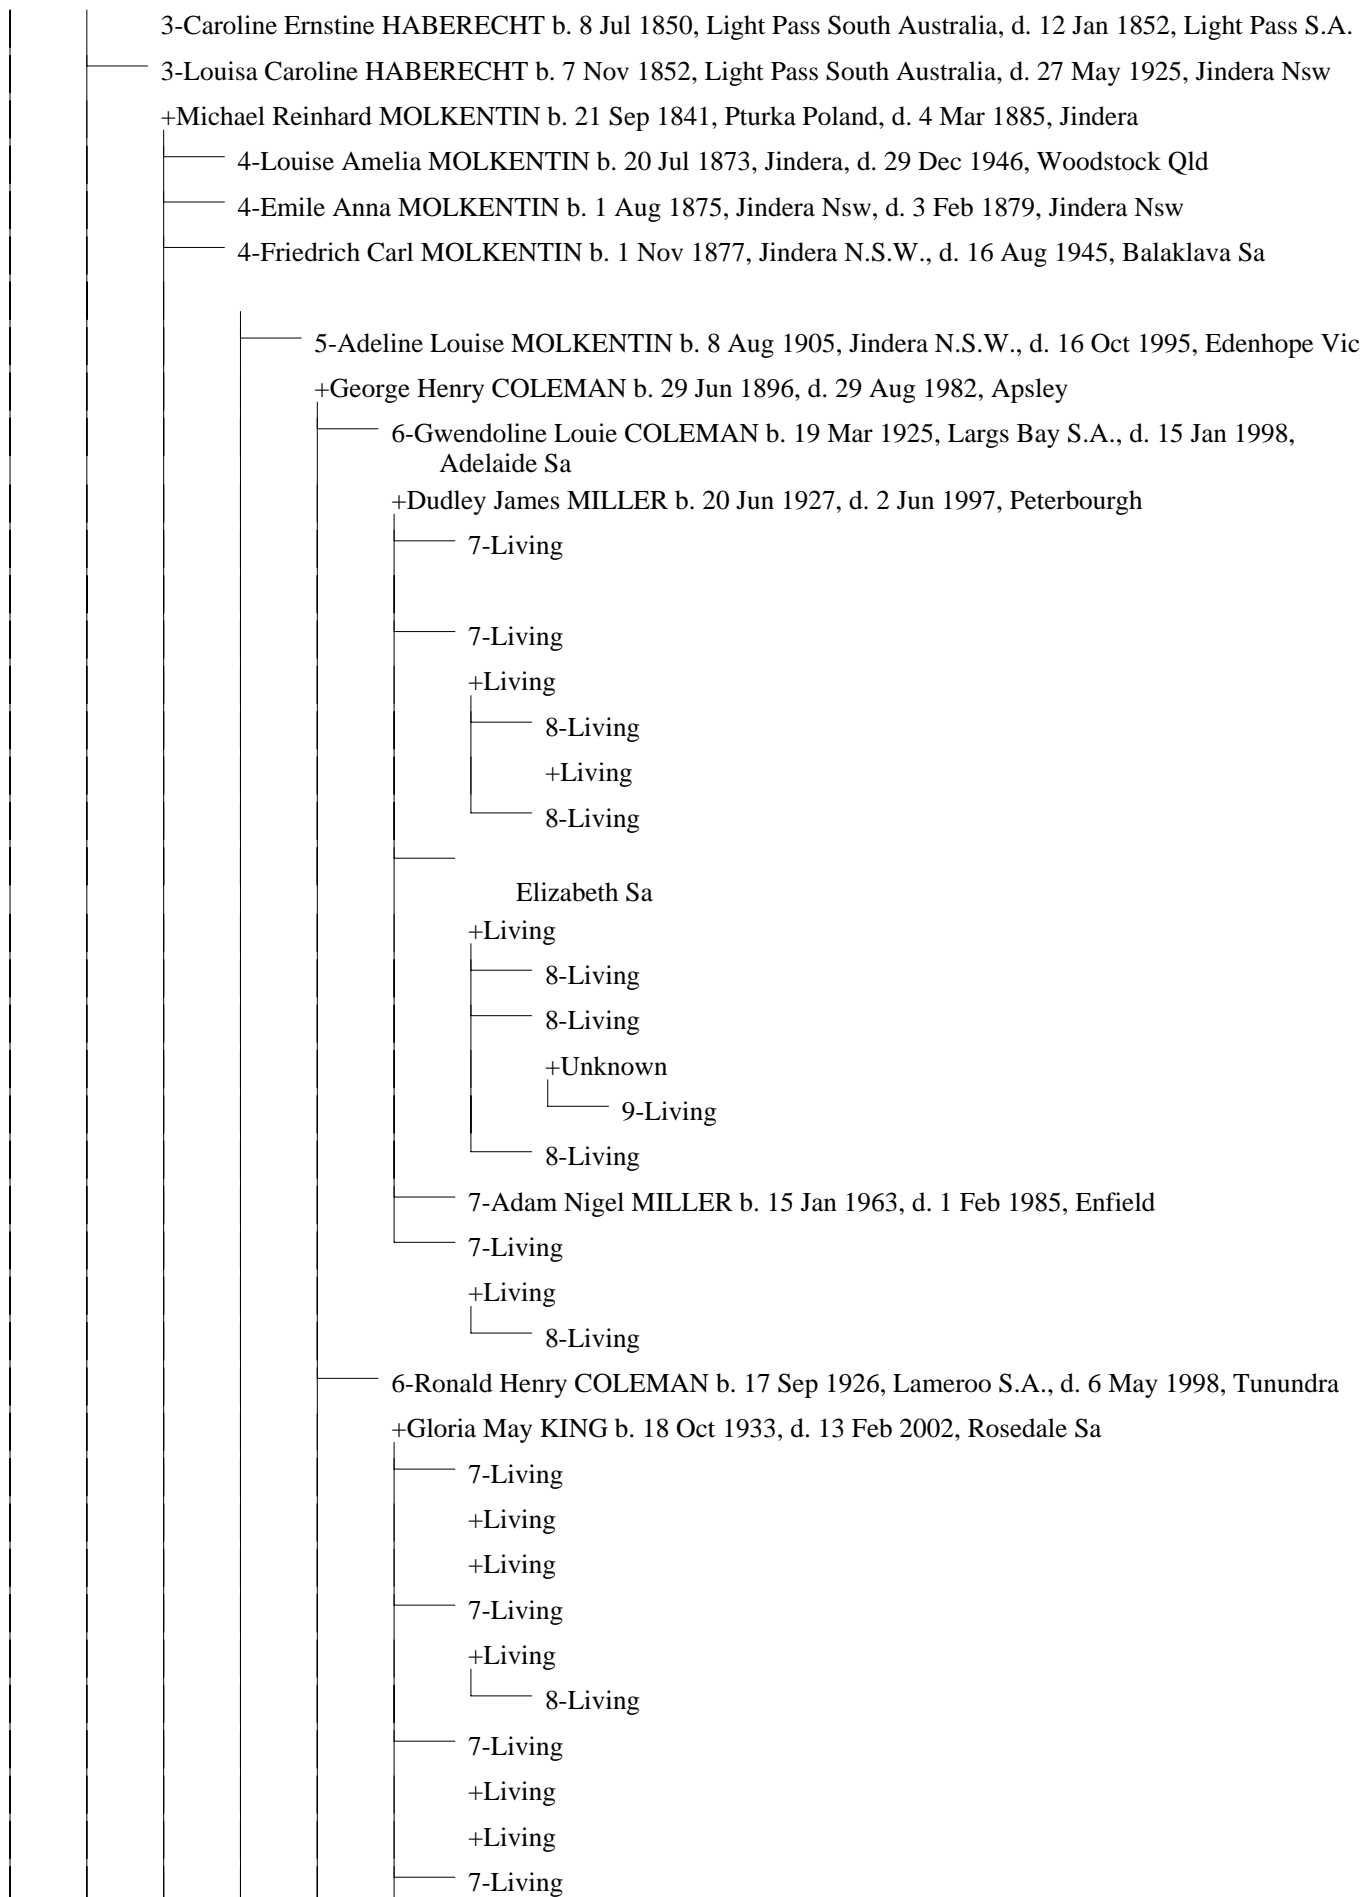 3-Caroline Ernstine HABERECHT b. 8 Jul 1850, Light Pass South Australia, d. 12 Jan 1852, Light Pass S.A.
3-Louisa Caroline HABERECHT b. 7 Nov 1852, Light Pass South Australia, d. 27 May 1925, Jindera Nsw
+Michael Reinhard MOLKENTIN b. 21 Sep 1841, Pturka Poland, d. 4 Mar 1885, Jindera
4-Louise Amelia MOLKENTIN b. 20 Jul 1873, Jindera, d. 29 Dec 1946, Woodstock Qld
4-Emile Anna MOLKENTIN b. 1 Aug 1875, Jindera Nsw, d. 3 Feb 1879, Jindera Nsw
4-Friedrich Carl MOLKENTIN b. 1 Nov 1877, Jindera N.S.W., d. 16 Aug 1945, Balaklava Sa
5-Adeline Louise MOLKENTIN b. 8 Aug 1905, Jindera N.S.W., d. 16 Oct 1995, Edenhope Vic
+George Henry COLEMAN b. 29 Jun 1896, d. 29 Aug 1982, Apsley
6-Gwendoline Louie COLEMAN b. 19 Mar 1925, Largs Bay S.A., d. 15 Jan 1998,
Adelaide Sa
+Dudley James MILLER b. 20 Jun 1927, d. 2 Jun 1997, Peterbourgh
7-Living
7-Living
+Living
8-Living
+Living
8-Living
Elizabeth Sa
+Living
8-Living
8-Living
+Unknown
9-Living
8-Living
7-Adam Nigel MILLER b. 15 Jan 1963, d. 1 Feb 1985, Enfield
7-Living
+Living
8-Living
6-Ronald Henry COLEMAN b. 17 Sep 1926, Lameroo S.A., d. 6 May 1998, Tunundra
+Gloria May KING b. 18 Oct 1933, d. 13 Feb 2002, Rosedale Sa
7-Living
+Living
+Living
7-Living
+Living
8-Living
7-Living
+Living
+Living
7-Living